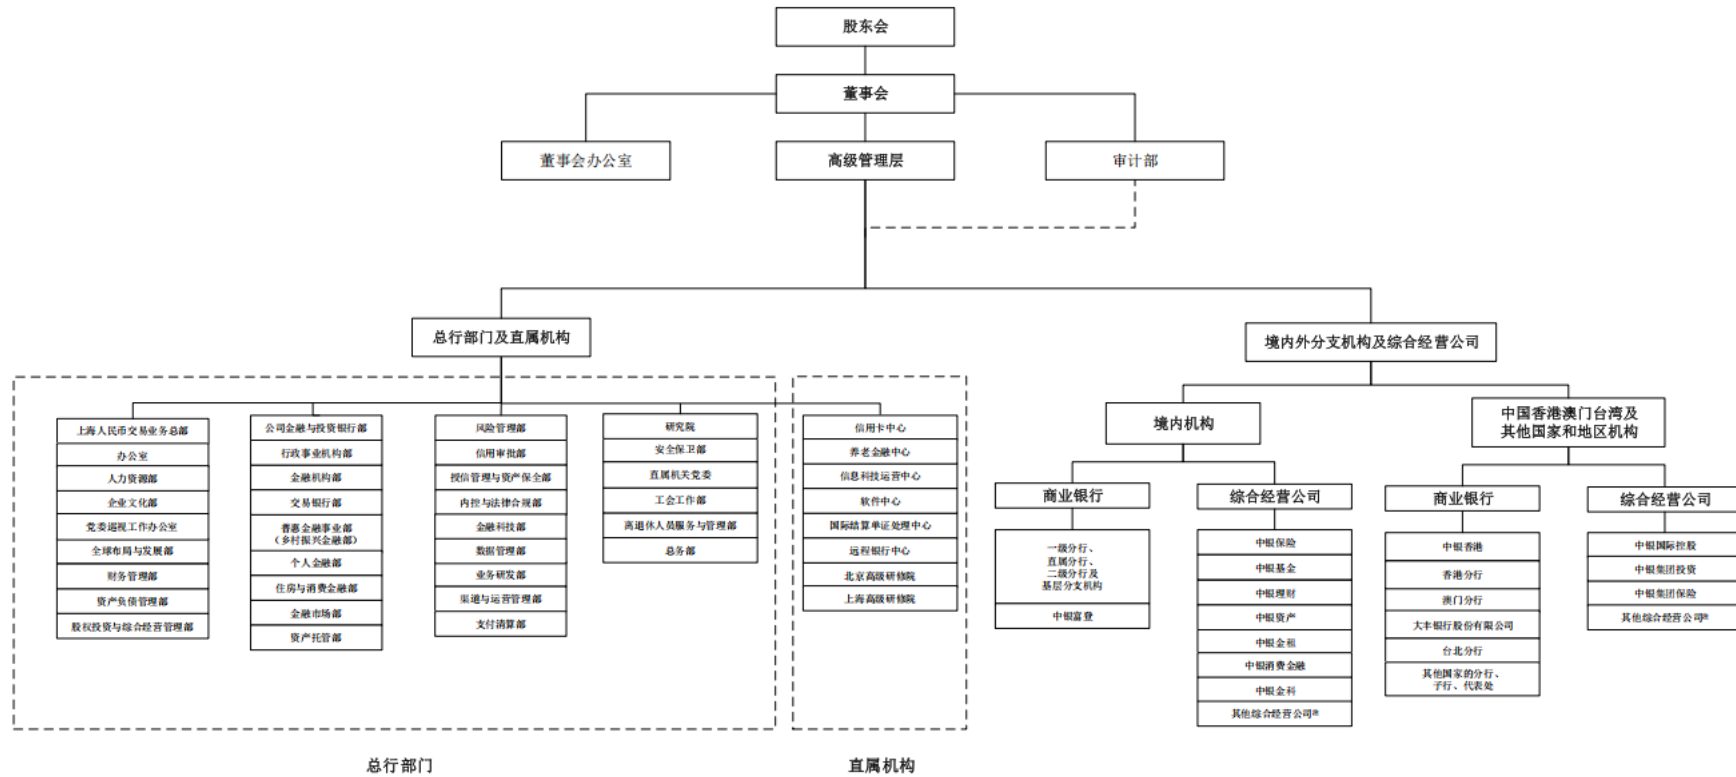 股东会
董事会
董事会办公室
高级管理层
审计部
总行部门及直属机构
境内外分支机构及综合经营公司
上海人民币交易业务总部
办公室
人力资源部
企业文化部
党委巡视工作办公室
全球布局与发展部
财务管理部
资产负债管理部
股权投资与综合经营管理部
公司金融与投资银行部
行政事业机构部
金融机构部
交易银行部
普惠金融事业部
（乡村振兴金融部）
个人金融部
住房与消费金融部
金融市场部
资产托管部
风险管理部
信用审批部
授信管理与资产保全部
内控与法律合规部
金融科技部
数据管理部
业务研发部
渠道与运营管理部
支付清算部
研究院
安全保卫部
直属机关党委
工会工作部
离退休人员服务与管理部
总务部
信用卡中心
养老金融中心
信息科技运营中心
软件中心
国际结算单证处理中心
远程银行中心
北京高级研修院
上海高级研修院
境内机构
商业银行
一级分行、
直属分行、
二级分行及
基层分支机构
中银富登
综合经营公司
中银保险
中银基金
中银理财
中银资产
中银金租
中银消费金融
中银金科
其他综合经营公司注
中国香港澳门台湾及
其他国家和地区机构
商业银行
中银香港
香港分行
澳门分行
大丰银行股份有限公司
台北分行
其他国家的分行、
子行、代表处
综合经营公司
中银国际控股
中银集团投资
中银集团保险
其他综合经营公司注
总行部门
直属机构